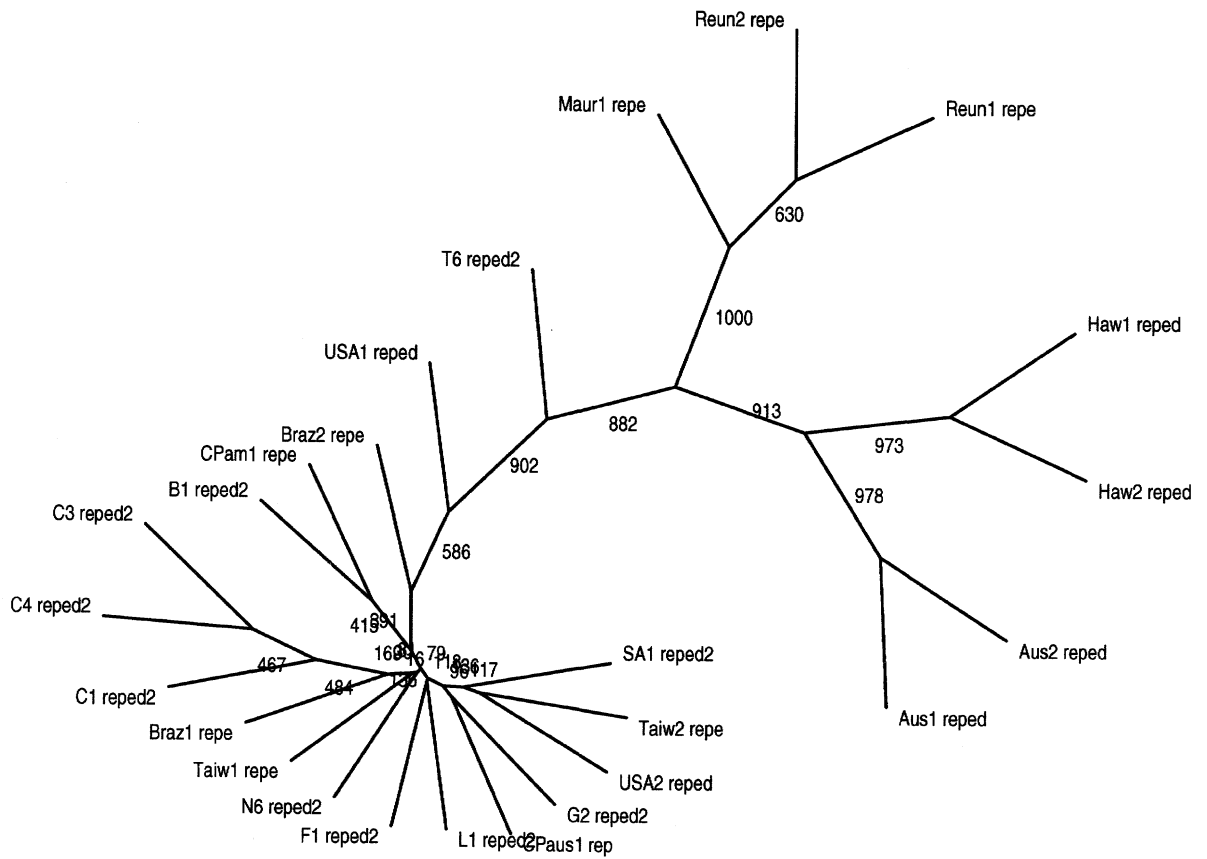 Reun2 repe
Maur1 repe
Reun1 repe
630
T6 reped2
1000
Haw1 reped
USA1 reped
913
882
973
Braz2 repe
CPam1 repe
902
B1 reped2
Haw2 reped
978
C3 reped2
586
C4 reped2
415
79
SA1 reped2
Aus2 reped
467
117
484
C1 reped2
Aus1 reped
Braz1 repe
Taiw2 repe
Taiw1 repe
USA2 reped
N6 reped2
G2 reped2
F1 reped2
L1 reped2
CPaus1 rep